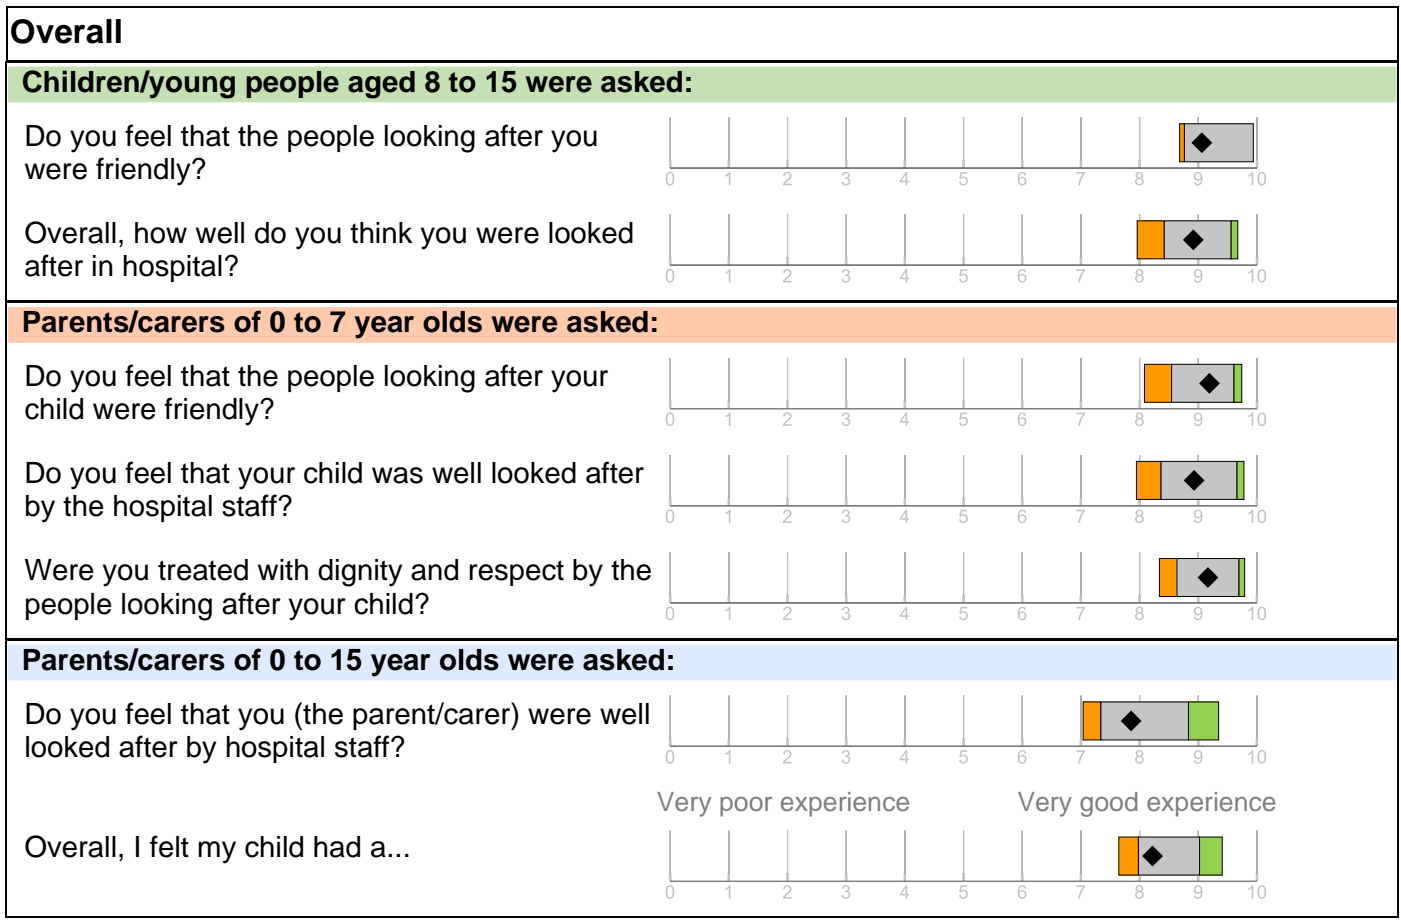 Overall
Children/young people aged 8 to 15 were asked:
Do you feel that the people looking after you
were friendly?
0 1 2 3 4 5 6 7 8 9 10
Overall, how well do you think you were looked
after in hospital?
0 1 2 3 4 5 6 7 8 9 10
Parents/carers of 0 to 7 year olds were asked:
Do you feel that the people looking after your
child were friendly?
0 1 2 3 4 5 6 7 8 9 10
Do you feel that your child was well looked after
by the hospital staff?
0 1 2 3 4 5 6 7 8 9 10
Were you treated with dignity and respect by the
people looking after your child?
0 1 2 3 4 5 6 7 8 9 10
Parents/carers of 0 to 15 year olds were asked:
Do you feel that you (the parent/carer) were well
looked after by hospital staff?
0 1 2 3 4 5 6 7 8 9 10
Very poor experience Very good experience
Overall, I felt my child had a...
0 1 2 3 4 5 6 7 8 9 10